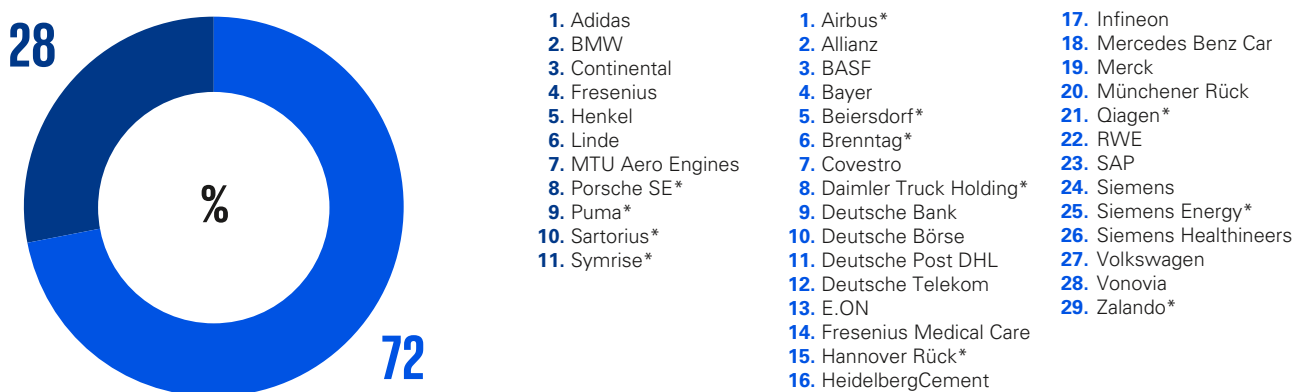 28
%
72
1. Adidas
2. BMW
3. Continental
4. Fresenius
5. Henkel
6. Linde
7. MTU Aero Engines
8. Porsche SE*
9. Puma*
10. Sartorius*
11. Symrise*
1. Airbus*
2. Allianz
3. BASF
4. Bayer
5. Beiersdorf*
6. Brenntag*
7. Covestro
8. Daimler Truck Holding*
9. Deutsche Bank
10. Deutsche Börse
11. Deutsche Post DHL
12. Deutsche Telekom
13. E.ON
14. Fresenius Medical Care
15. Hannover Rück*
16. HeidelbergCement
17. Infineon
18. Mercedes Benz Car
19. Merck
20. Münchener Rück
21. Qiagen*
22. RWE
23. SAP
24. Siemens
25. Siemens Energy*
26. Siemens Healthineers
27. Volkswagen
28. Vonovia
29. Zalando*